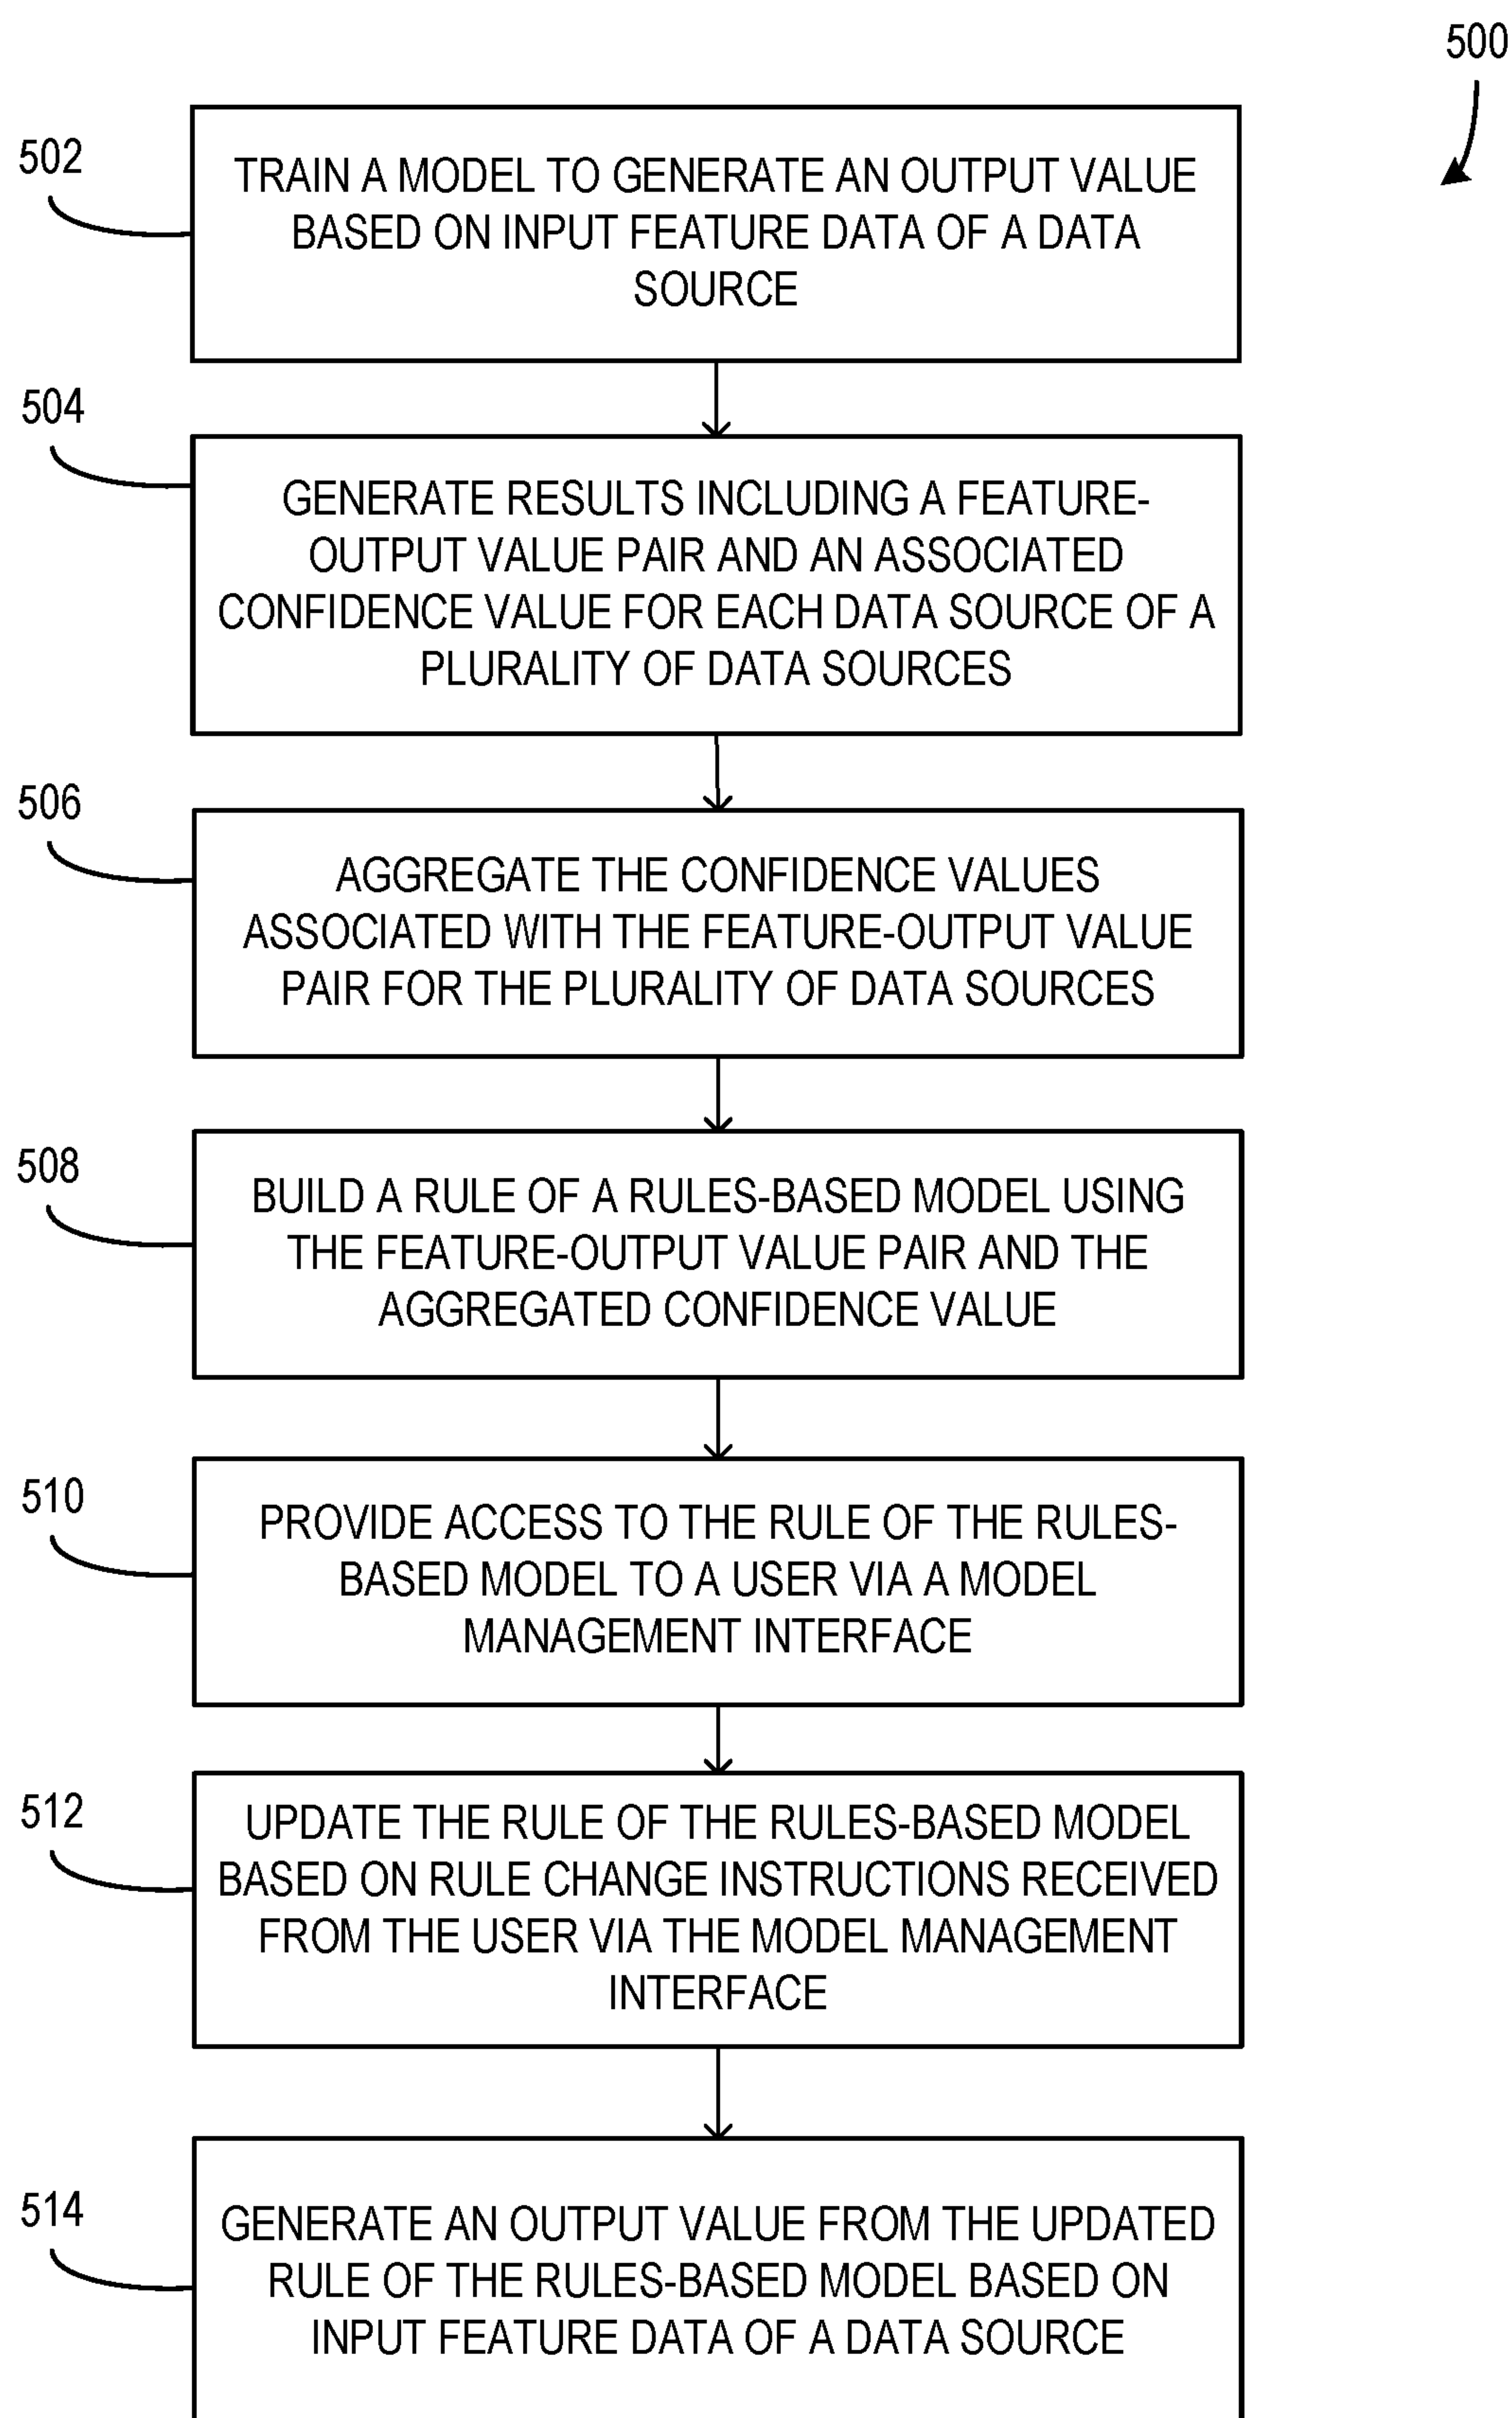 500
502
TRAIN A MODEL TO GENERATE AN OUTPUT VALUE
BASED ON INPUT FEATURE DATA OF A DATA
SOURCE
504
GENERATE RESULTS INCLUDING A FEATURE-
OUTPUT VALUE PAIR AND AN ASSOCIATED
CONFIDENCE VALUE FOR EACH DATA SOURCE OF A
PLURALITY OF DATA SOURCES
506
AGGREGATE THE CONFIDENCE VALUES
ASSOCIATED WITH THE FEATURE-OUTPUT VALUE
PAIR FOR THE PLURALITY OF DATA SOURCES
508
BUILD A RULE OF A RULES-BASED MODEL USING
THE FEATURE-OUTPUT VALUE PAIR AND THE
AGGREGATED CONFIDENCE VALUE
510
PROVIDE ACCESS TO THE RULE OF THE RULES-
BASED MODEL TO A USER VIA A MODEL
MANAGEMENT INTERFACE
512
UPDATE THE RULE OF THE RULES-BASED MODEL
BASED ON RULE CHANGE INSTRUCTIONS RECEIVED
FROM THE USER VIA THE MODEL MANAGEMENT
INTERFACE
514
GENERATE AN OUTPUT VALUE FROM THE UPDATED
RULE OF THE RULES-BASED MODEL BASED ON
INPUT FEATURE DATA OF A DATA SOURCE